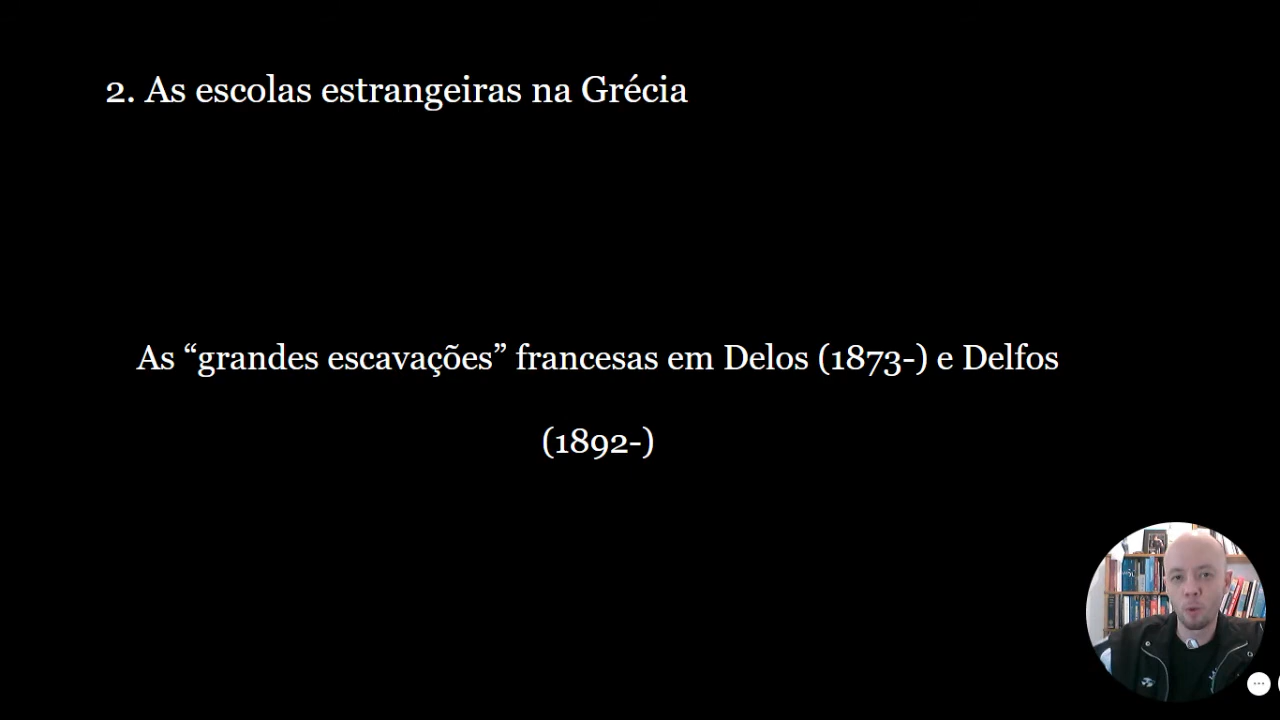 2. As escolas estrangeiras na Grécia
As “grandes escavações” francesas em Delos (1873-) e Delfos
(1892-)